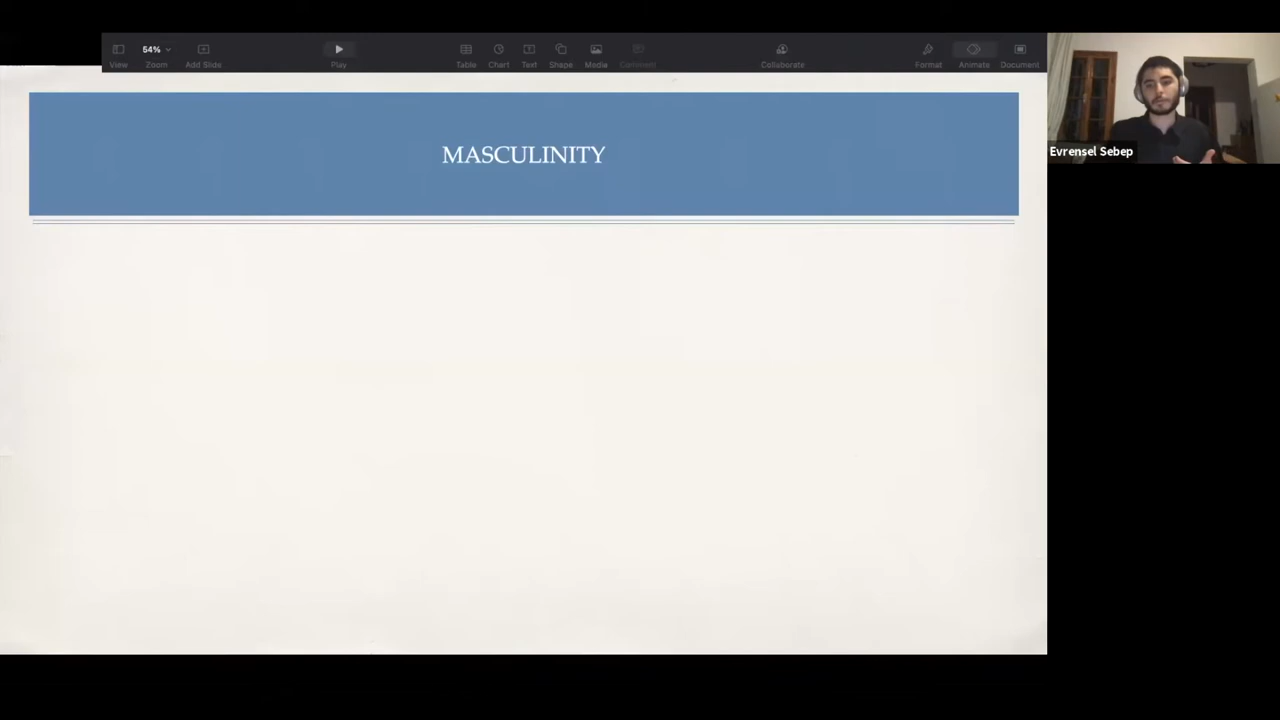 54%
View
Zoom
Add Slide
Play
Table
Chart
Text
Shape
Media
Comment
Collaborate
Format
Animate
Document
MASCULINITY
Evrensel Sebep